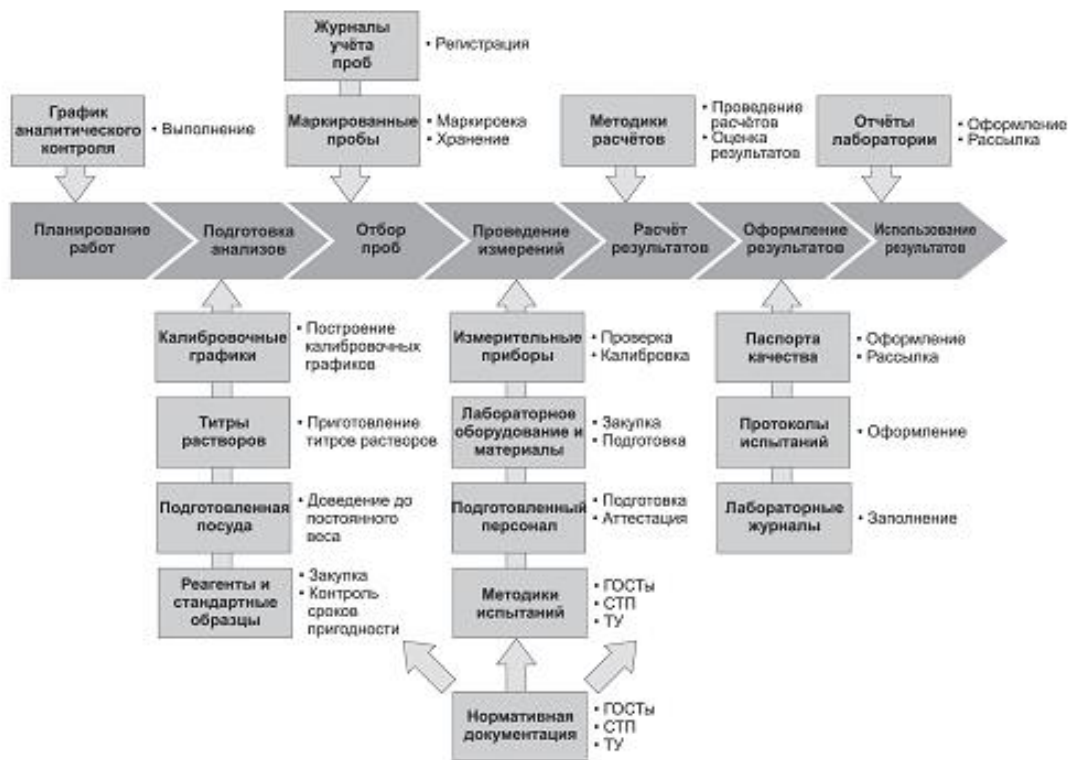 Журналы
учёта
проб
• Регистрация
График
аналитического
контроля
• Выполнение
Маркированные
пробы
• Маркировка
• Хранение
Методики
расчётов
• Проведение
расчётов
• Оценка
результатов
Отчёты
лаборатории
• Оформление
• Рассылка
Планирование
работ
Подготовка
анализов
Отбор
проб
Проведение
измерений
Расчёт
результатов
Оформление
результатов
Использование
результатов
Калибровочные
графики
• Построение
калибровочных
графиков
Измерительные
приборы
• Проверка
• Калибровка
Паспорта
качества
• Оформление
• Рассылка
Титры
растворов
• Приготовление
титров растворов
Лабораторное
оборудование и
материалы
• Закупка
• Подготовка
Протоколы
испытаний
• Оформление
Подготовленная
посуда
• Доведение до
постоянного
веса
Подготовленный
персонал
• Подготовка
• Аттестация
Лабораторные
журналы
• Заполнение
Реагенты и
стандартные
образцы
• Закупка
• Контроль
сроков
пригодности
Методики
испытаний
• ГОСТы
• СТП
• ТУ
Нормативная
документация
• ГОСТы
• СТП
• ТУ